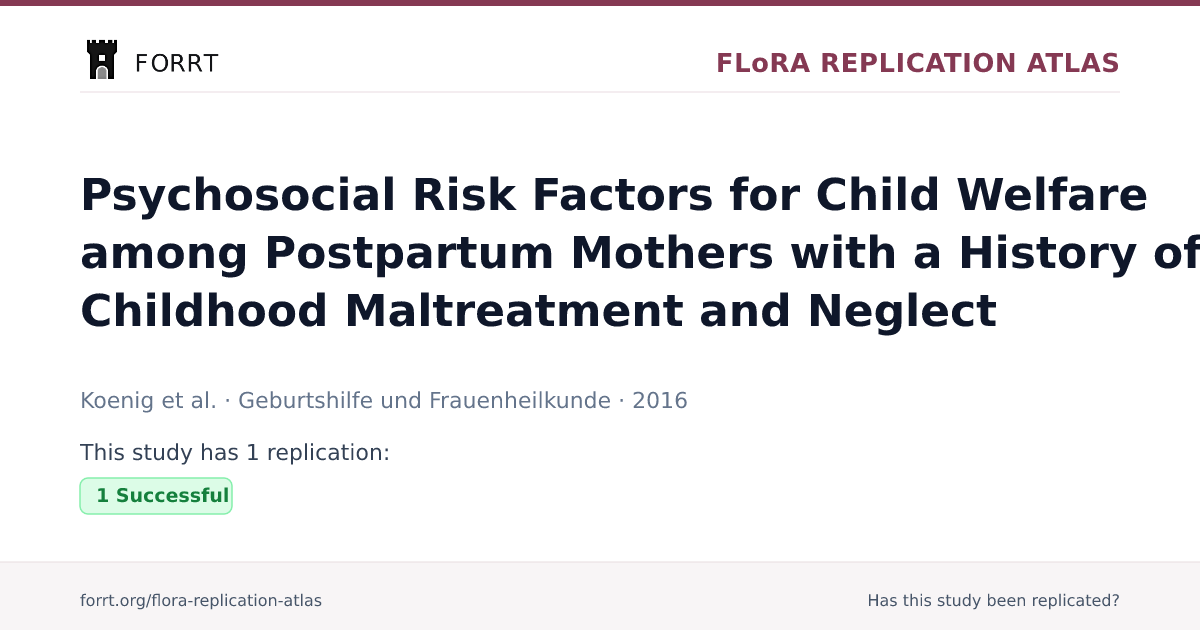 FORRT
FLoRA REPLICATION ATLAS
Psychosocial Risk Factors for Child Welfare
among Postpartum Mothers with a History of
Childhood Maltreatment and Neglect
Koenig et al. · Geburtshilfe und Frauenheilkunde · 2016
This study has 1 replication:
1 Successful
forrt.org/flora-replication-atlas
Has this study been replicated?